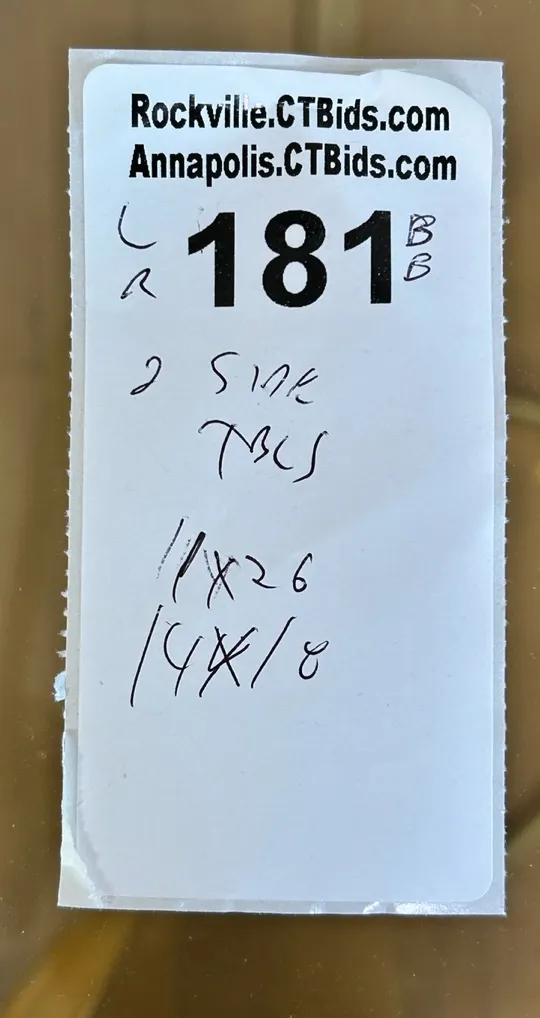 Rockville.CTBids.com
Annapolis.CTBids.com
L 181 B
R B
2 SIDE
TBLS
11X26
14X18